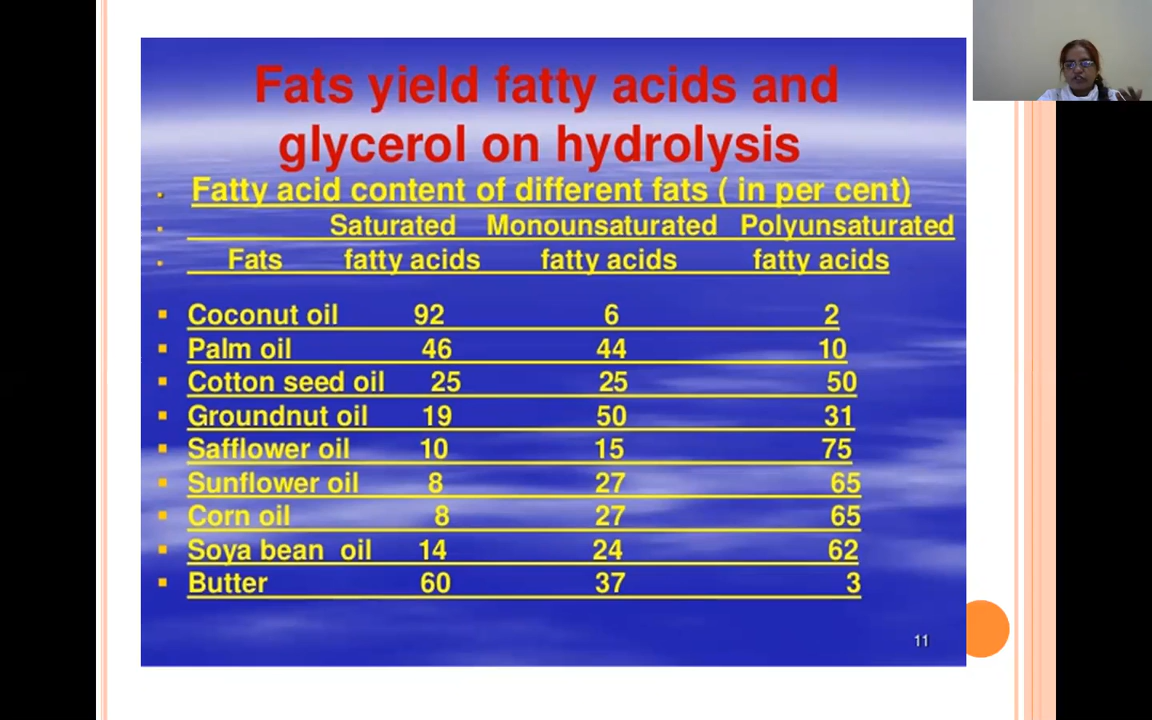 Fats yield fatty acids and
glycerol on hydrolysis
Fatty acid content of different fats ( in per cent)
Saturated Monounsaturated Polyunsaturated
Fats fatty acids fatty acids fatty acids
Coconut oil 92 6 2
Palm oil 46 44 10
Cotton seed oil 25 25 50
Groundnut oil 19 50 31
Safflower oil 10 15 75
Sunflower oil 8 27 65
Corn oil 8 27 65
Soya bean oil 14 24 62
Butter 60 37 3
11